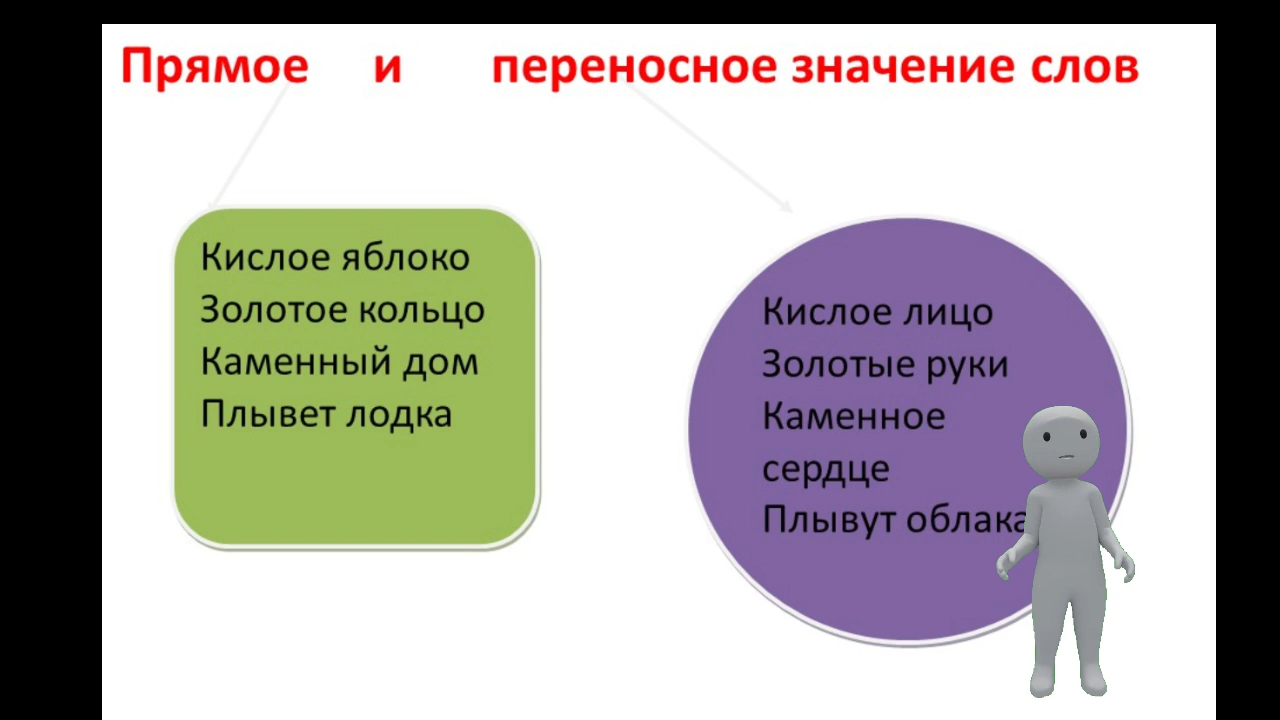 Прямое и переносное значение слов
Кислое яблоко
Золотое кольцо
Каменный дом
Плывет лодка
Кислое лицо
Золотые руки
Каменное
сердце
Плывут облака